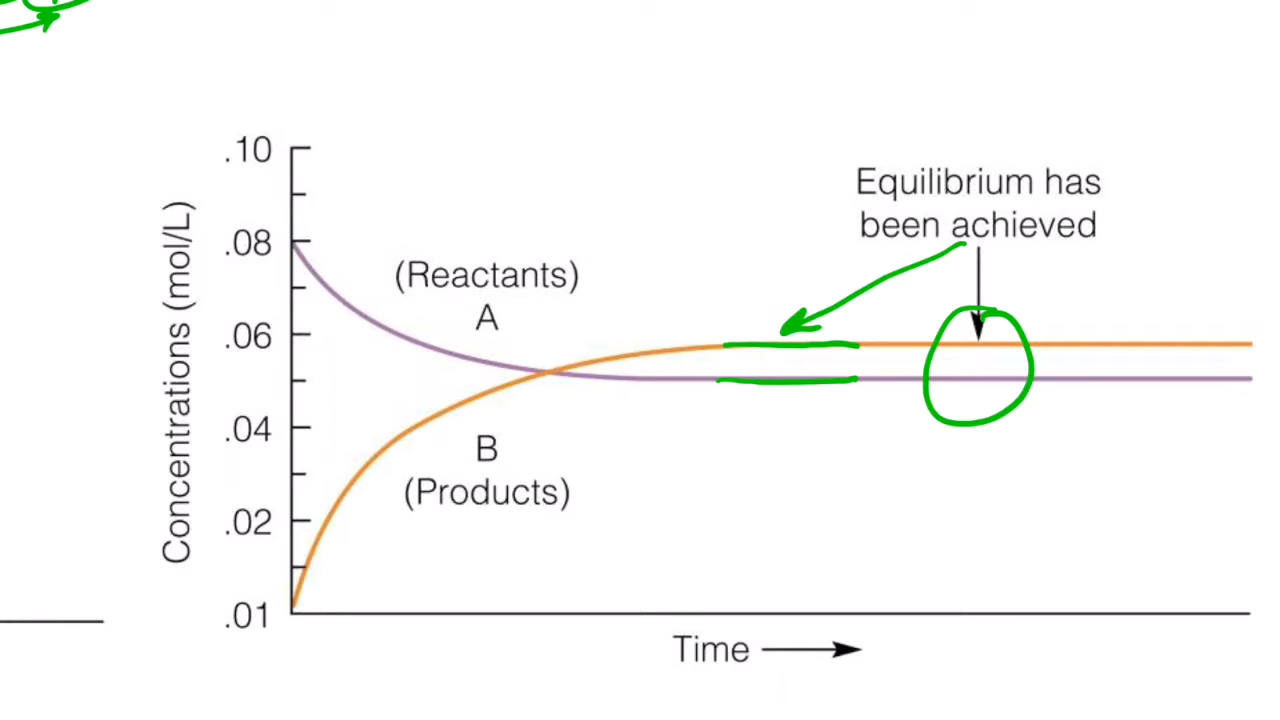 .10
.08
.06
.04
.02
.01
Concentrations (mol/L)
(Reactants)
A
B
(Products)
Equilibrium has
been achieved
Time